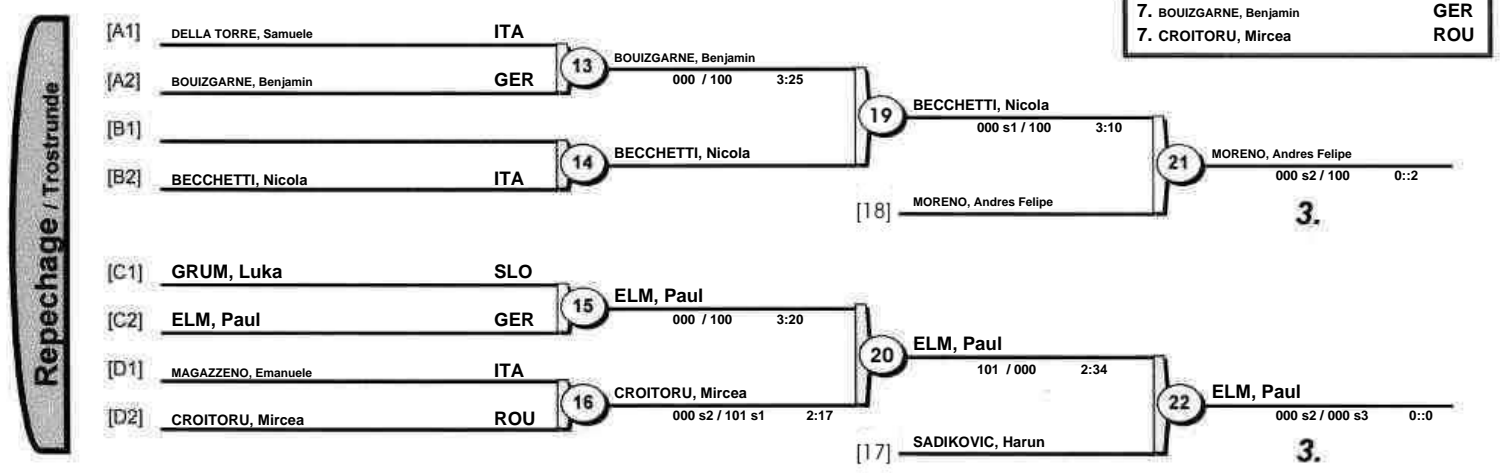 7. BOUIZGARNE, Benjamin GER
7. CROITORU, Mircea ROU
Repechage / Trostrunde
[A1] DELLA TORRE, Samuele ITA
[A2] BOUIZGARNE, Benjamin GER
13
BOUIZGARNE, Benjamin
000 / 100 3:25
[B1]
[B2] BECCHETTI, Nicola ITA
14
BECCHETTI, Nicola
19
BECCHETTI, Nicola
000 s1 / 100 3:10
[18] MORENO, Andres Felipe
21
MORENO, Andres Felipe
000 s2 / 100 0::2
3.
[C1] GRUM, Luka SLO
[C2] ELM, Paul GER
15
ELM, Paul
000 / 100 3:20
[D1] MAGAZZENO, Emanuele ITA
[D2] CROITORU, Mircea ROU
16
CROITORU, Mircea
000 s2 / 101 s1 2:17
20
ELM, Paul
101 / 000 2:34
[17] SADIKOVIC, Harun
22
ELM, Paul
000 s2 / 000 s3 0::0
3.